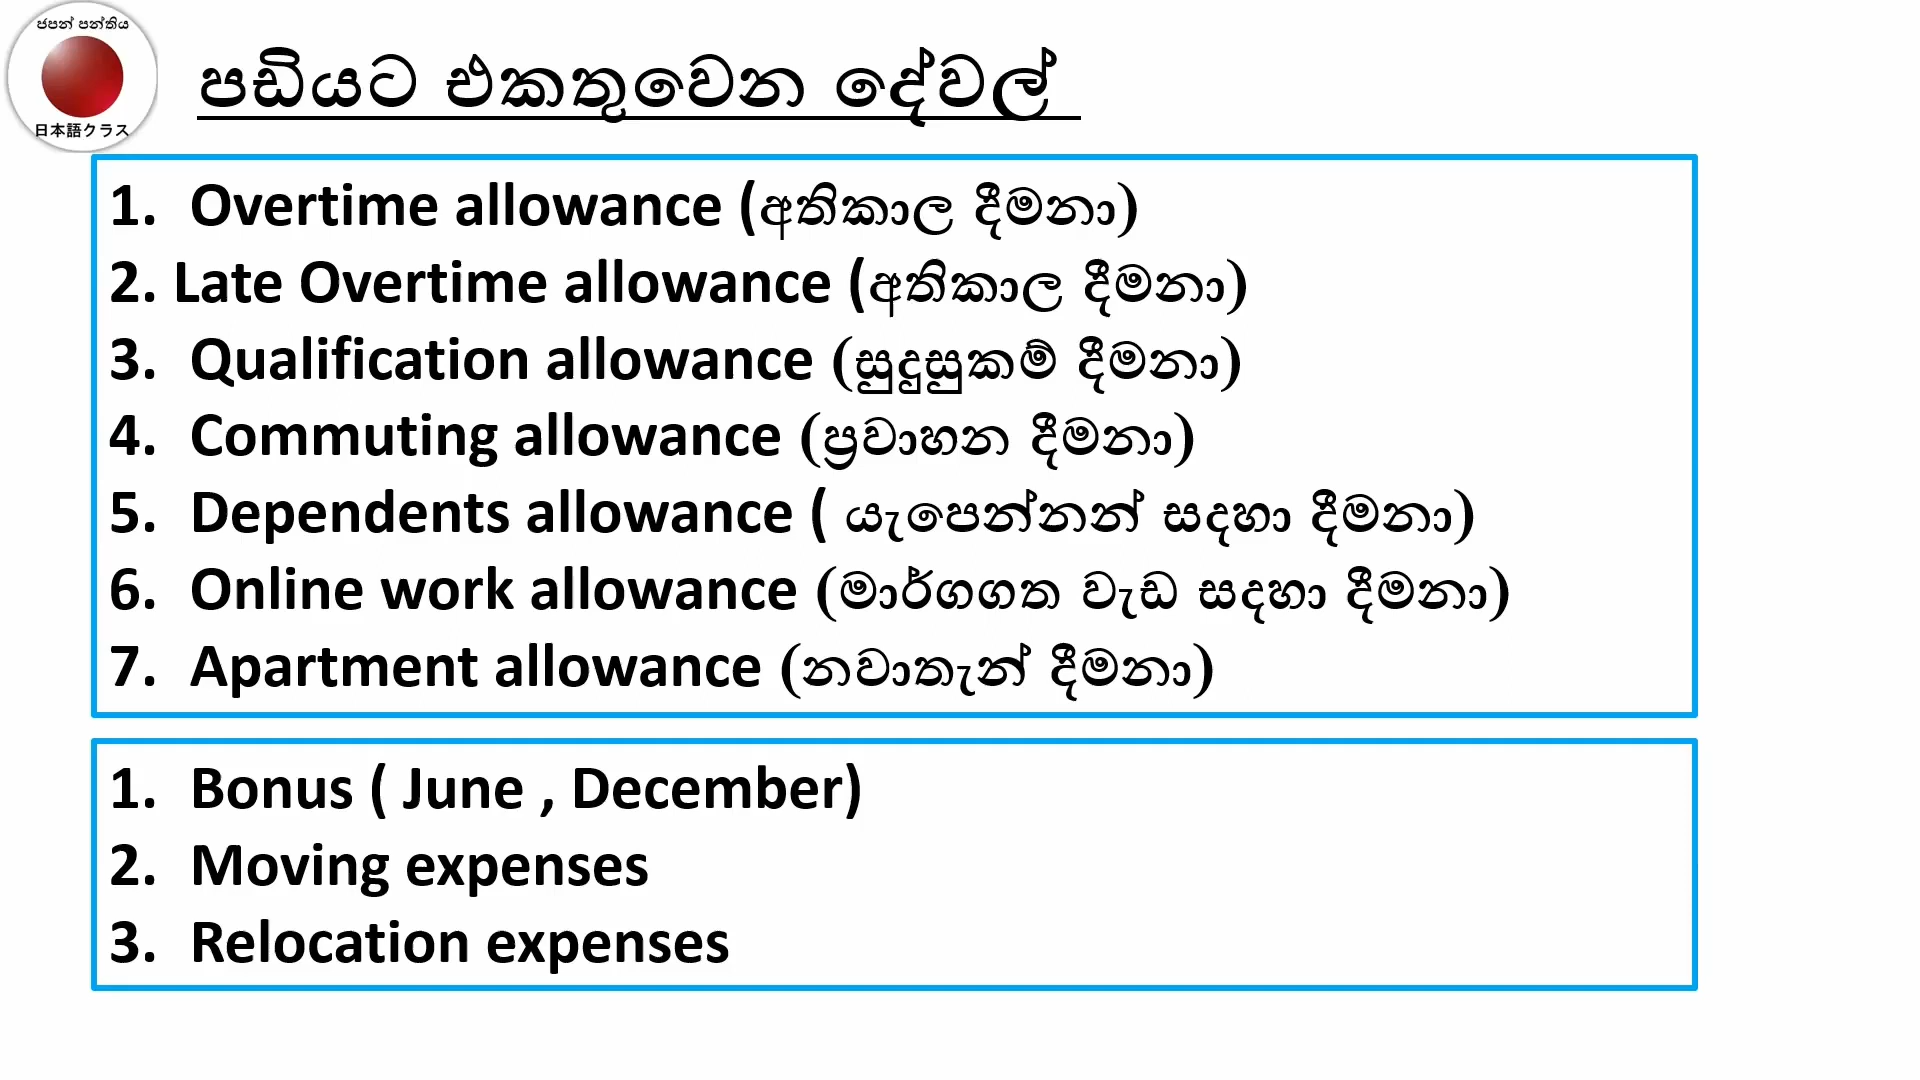 ජපන් පන්තිය
日本語クラス
පඩියට එකතුවෙන දේවල්
1. Overtime allowance (අතිකාල දීමනා)
2. Late Overtime allowance (අතිකාල දීමනා)
3. Qualification allowance (සුදුසුකම් දීමනා)
4. Commuting allowance (ප්‍රවාහන දීමනා)
5. Dependents allowance ( යැපෙන්නන් සදහා දීමනා)
6. Online work allowance (මාර්ගගත වැඩ සදහා දීමනා)
7. Apartment allowance (නවාතැන් දීමනා)
1. Bonus ( June , December)
2. Moving expenses
3. Relocation expenses